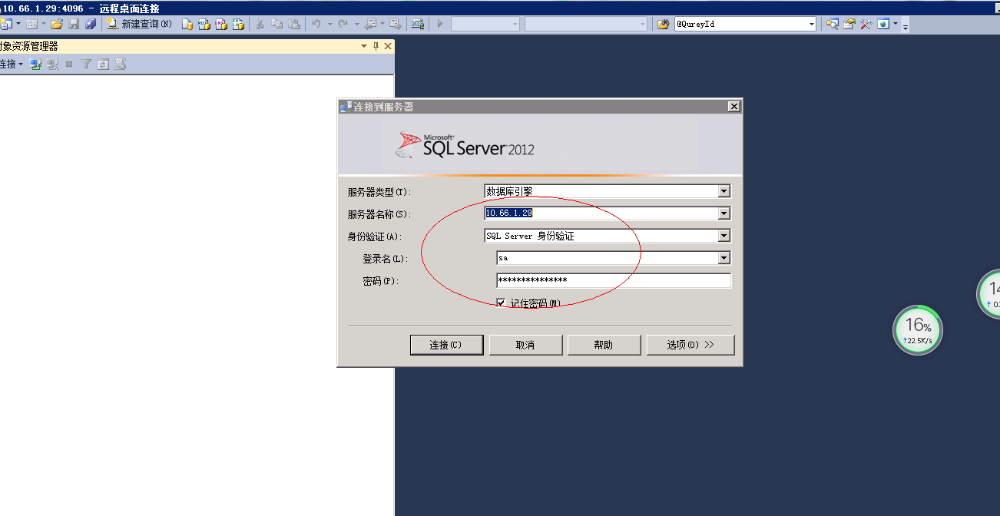 10.66.1.29:4096 - 远程桌面连接
新建查询(N)
@QureyId
对象资源管理器
连接
连接到服务器
Microsoft®
SQL Server 2012
服务器类型(T):
数据库引擎
服务器名称(S):
10.66.1.29
身份验证(A):
SQL Server 身份验证
登录名(L):
sa
密码(P):
***************
记住密码(M)
连接(C)
取消
帮助
选项(O) >>
16%
↑22.5K/s
14
↑ 0.